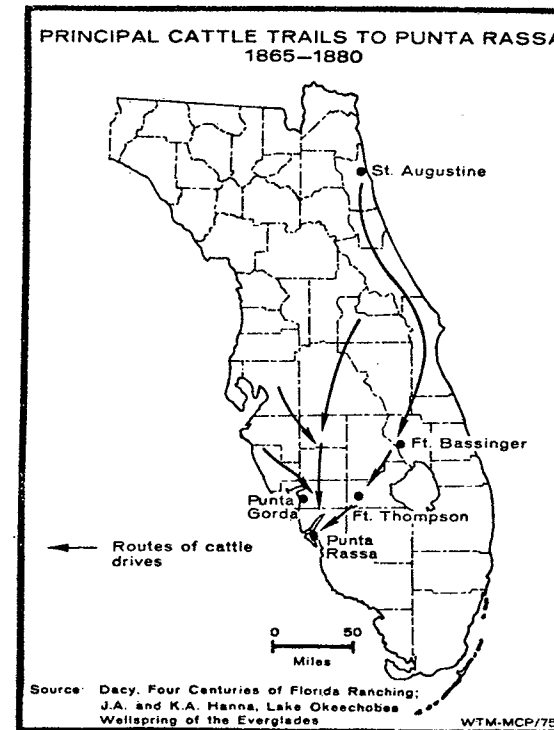 PRINCIPAL CATTLE TRAILS TO PUNTA RASSA
1865–1880
St. Augustine
Ft. Bassinger
Punta
Gorda
Ft. Thompson
Punta
Rassa
Routes of cattle
drives
0 50
Miles
Source: Dacy, Four Centuries of Florida Ranching;
J.A. and K.A. Hanna, Lake Okeechobee
Wellspring of the Everglades
WTM-MCP/75